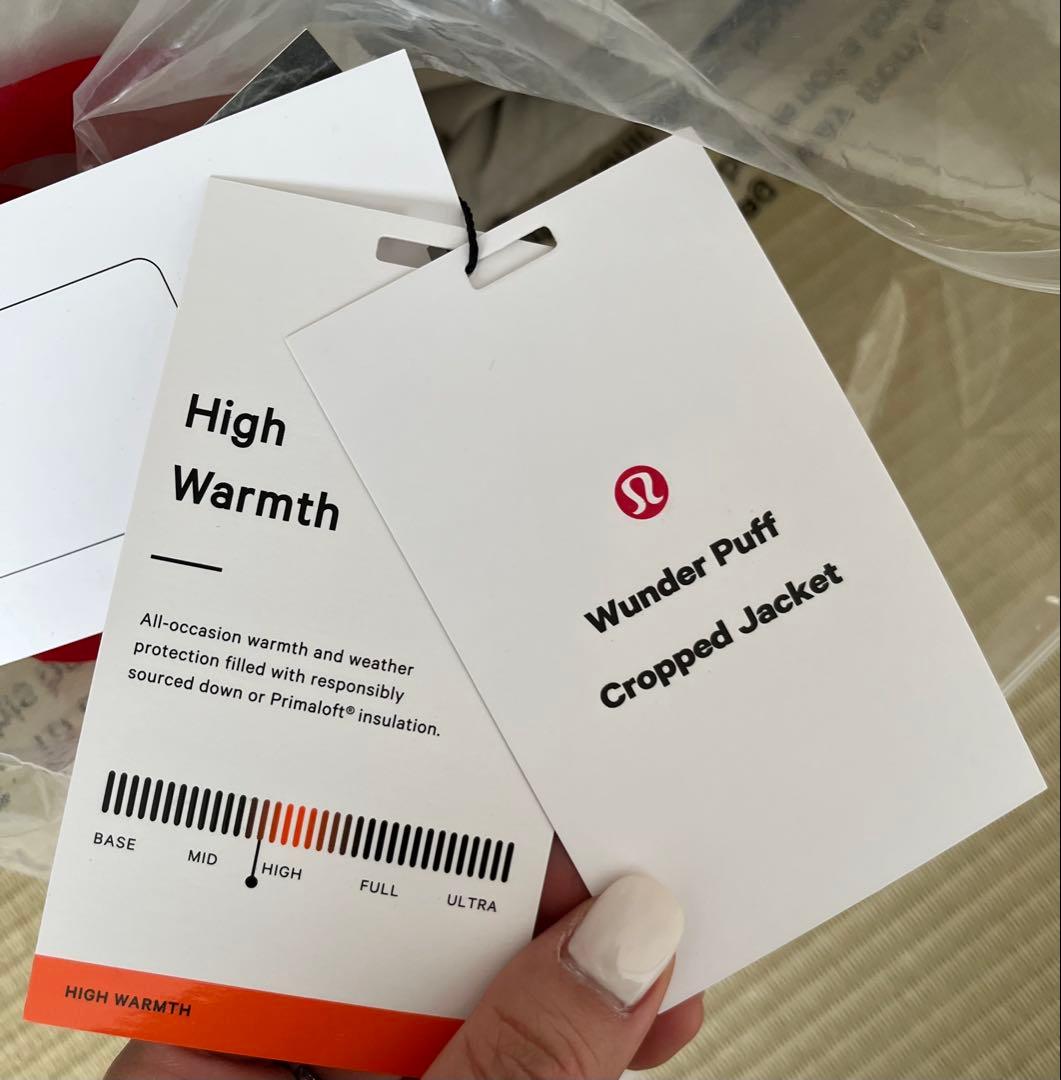 High
Warmth
All-occasion warmth and weather
protection filled with responsibly
sourced down or Primaloft® insulation.
BASE
MID
HIGH
FULL
ULTRA
HIGH WARMTH
Wunder Puff
Cropped Jacket